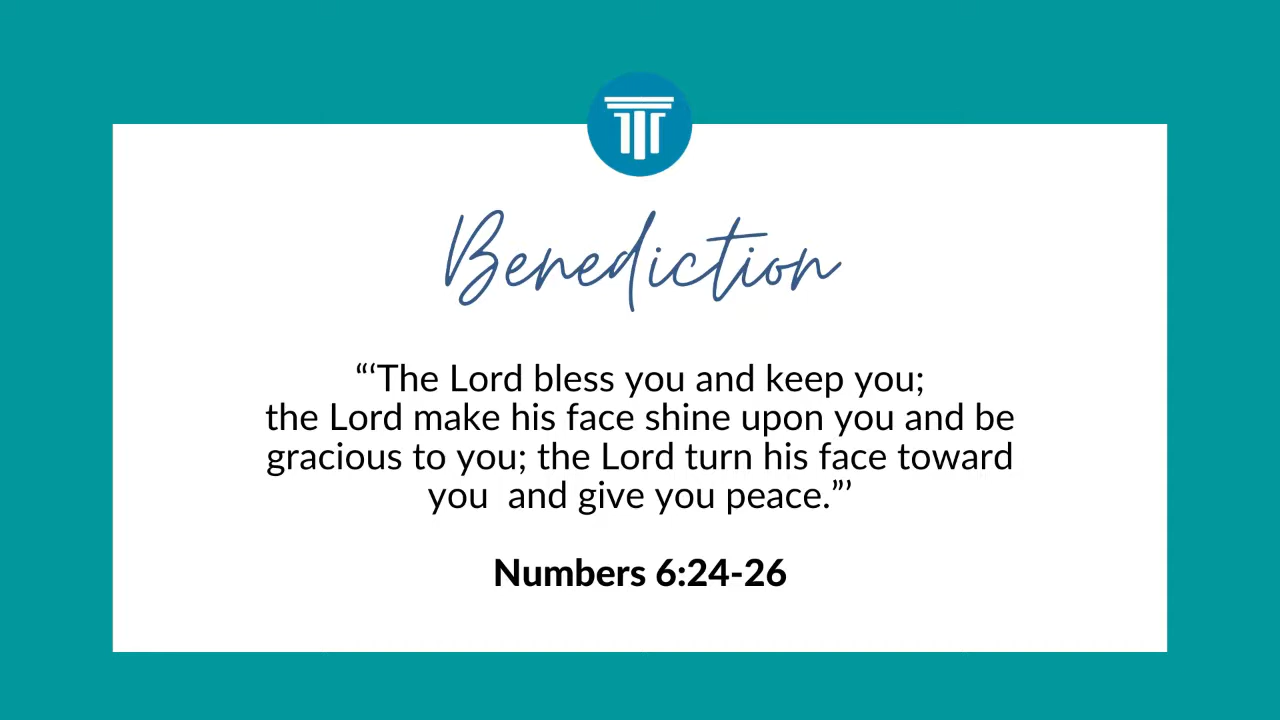 Benediction
“‘The Lord bless you and keep you;
the Lord make his face shine upon you and be
gracious to you; the Lord turn his face toward
you  and give you peace.”’
Numbers 6:24-26